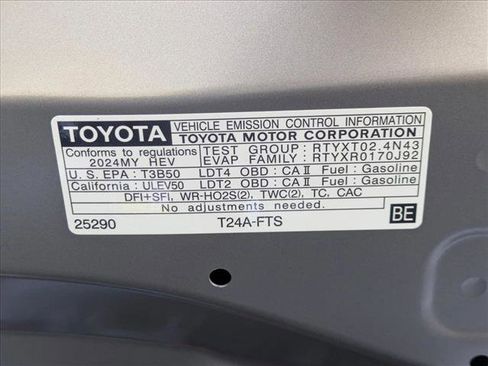 TOYOTA VEHICLE EMISSION CONTROL INFORMATION
TOYOTA MOTOR CORPORATION
Conforms to regulations TEST GROUP : RTYXT02.4N43
2024MY HEV EVAP FAMILY : RTYXR0170J92
U.S. EPA : T3B50 LDT4 OBD : CA II Fuel : Gasoline
California : ULEV50 LDT2 OBD : CA II Fuel : Gasoline
DFI+SFI, WR-HO2S(2), TWC(2), TC, CAC
No adjustments needed.
25290 T24A-FTS BE